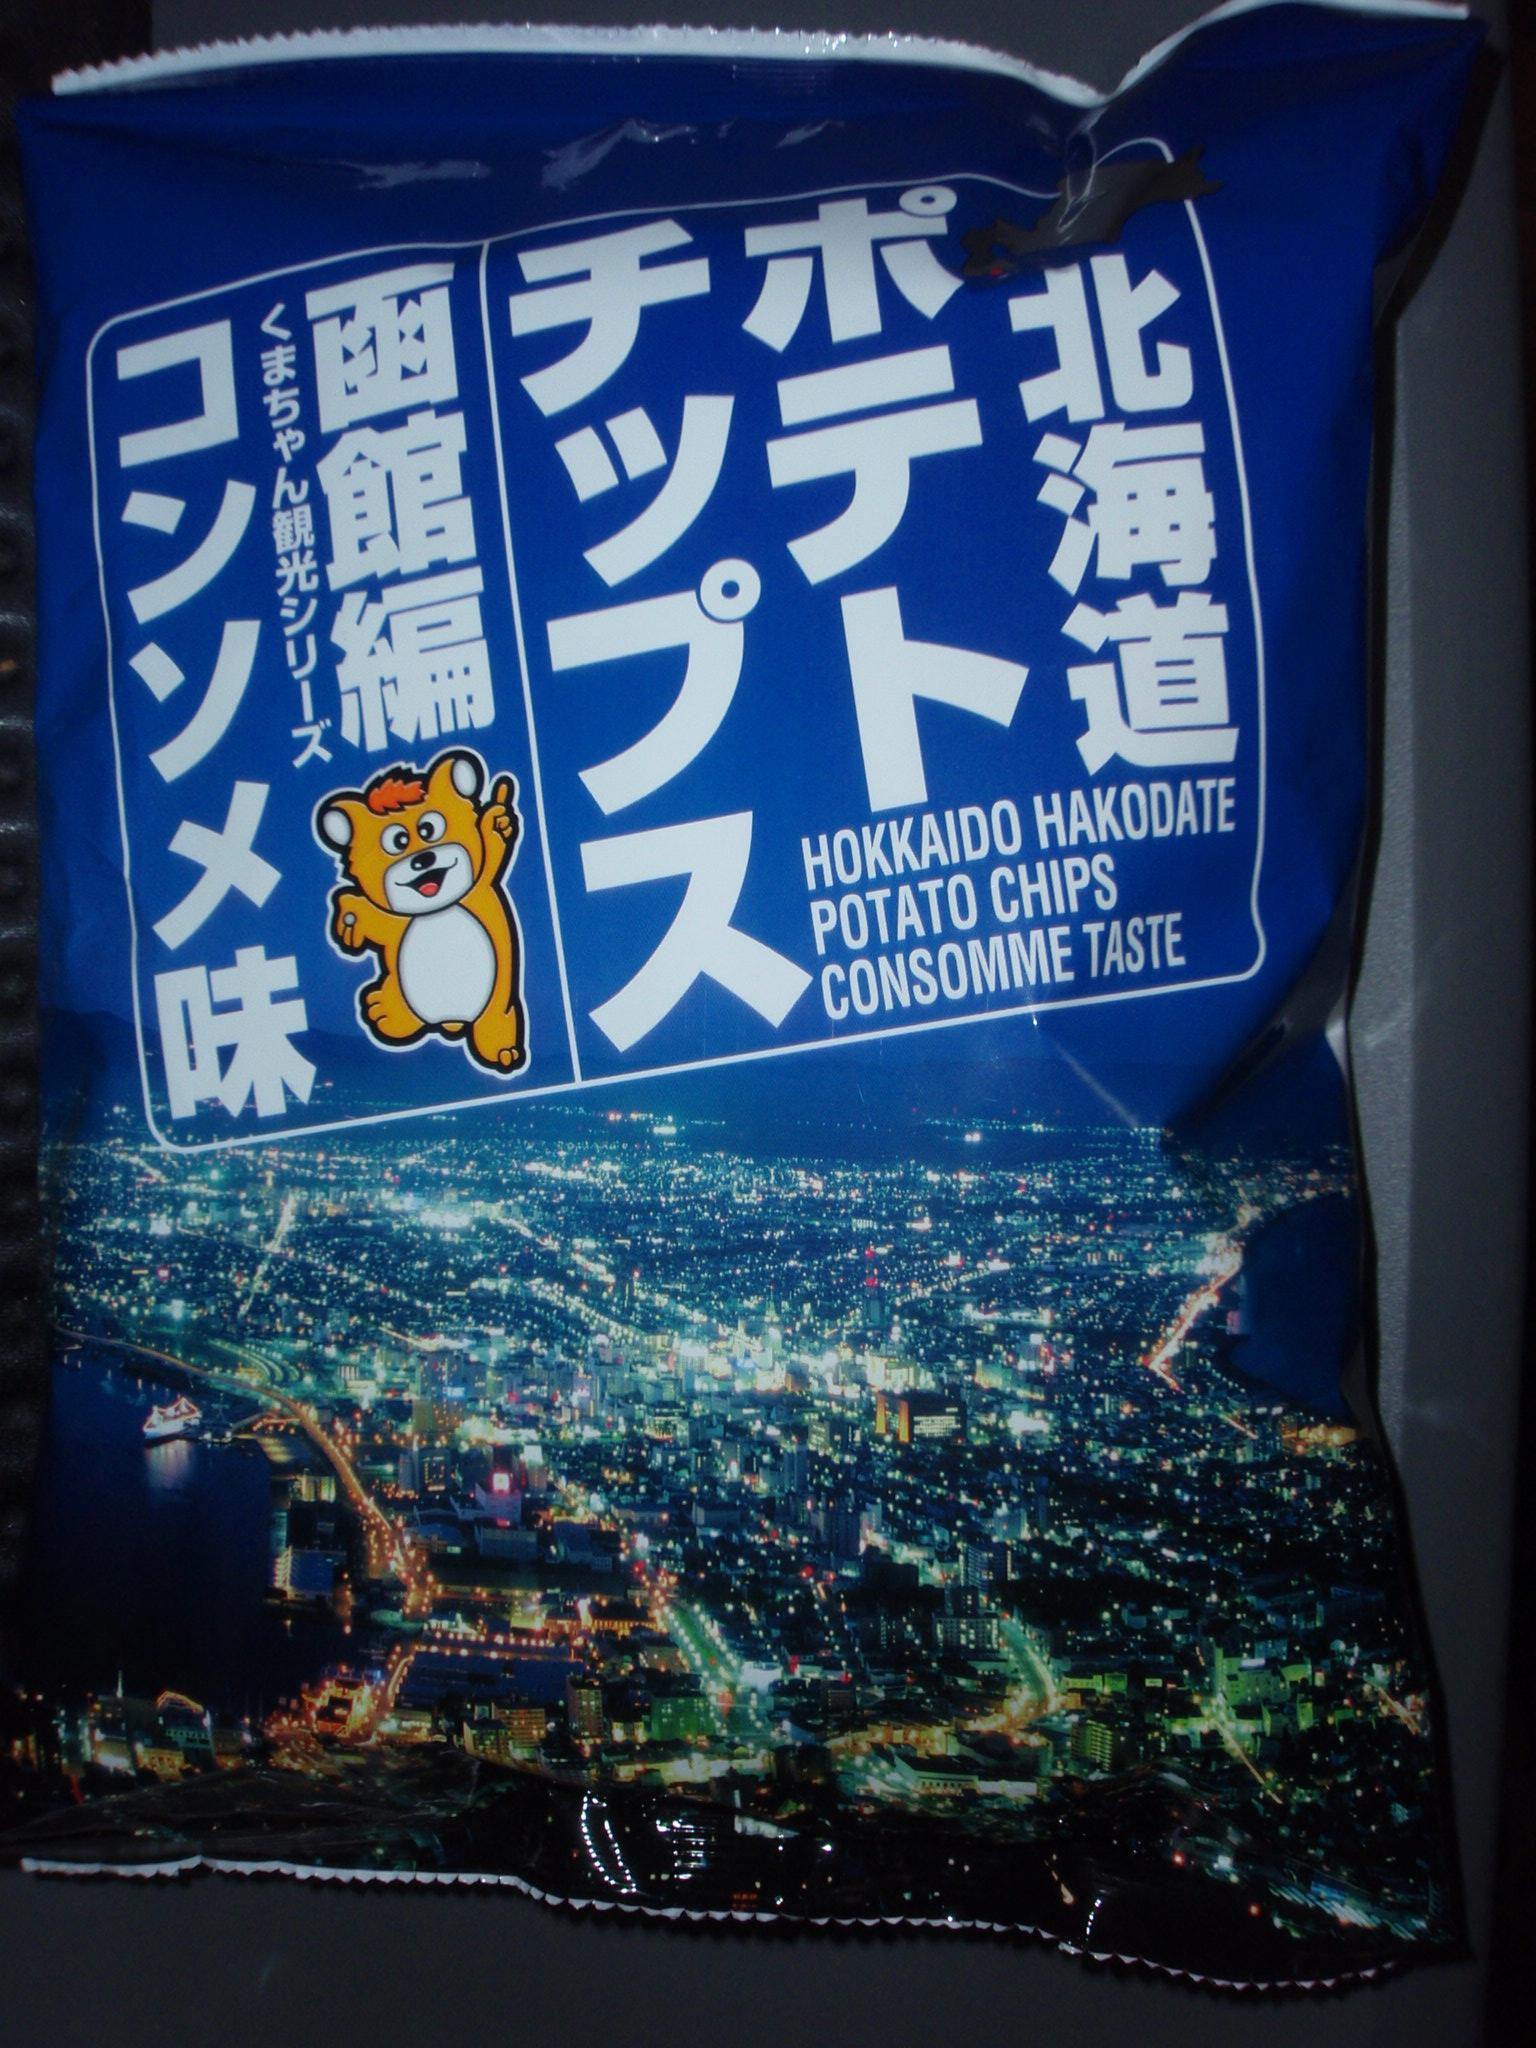 北海道
ポテト
チップス
HOKKAIDO HAKODATE
POTATO CHIPS
CONSOMME TASTE
函館編
くまちゃん観光シリーズ
コンソメ味